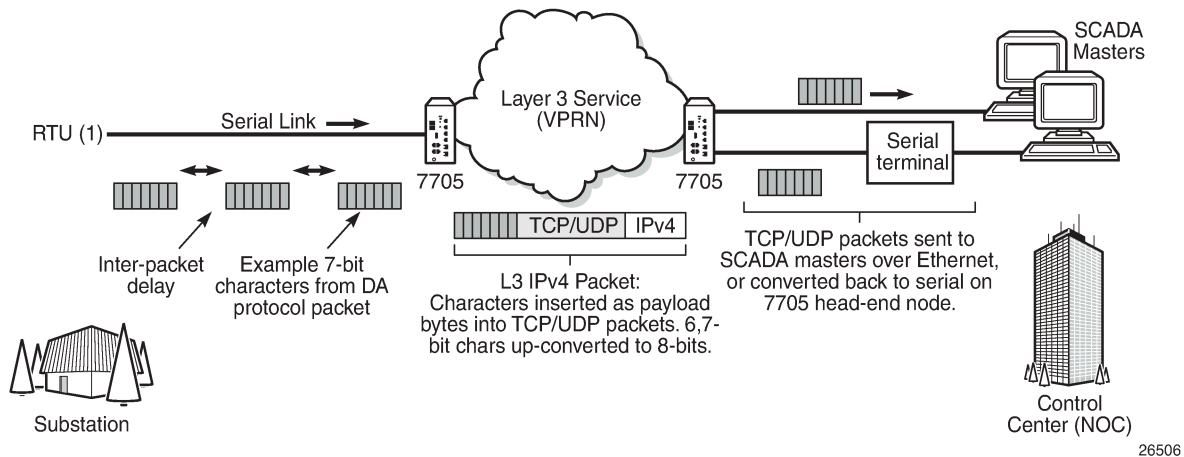 SCADA
Masters
Layer 3 Service
(VPRN)
Serial Link
RTU (1)
Serial
terminal
7705
7705
TCP/UDP
IPv4
Inter-packet
delay
Example 7-bit
characters from DA
protocol packet
L3 IPv4 Packet:
Characters inserted as payload
bytes into TCP/UDP packets. 6,7-
bit chars up-converted to 8-bits.
TCP/UDP packets sent to
SCADA masters over Ethernet,
or converted back to serial on
7705 head-end node.
Substation
Control
Center (NOC)
26506